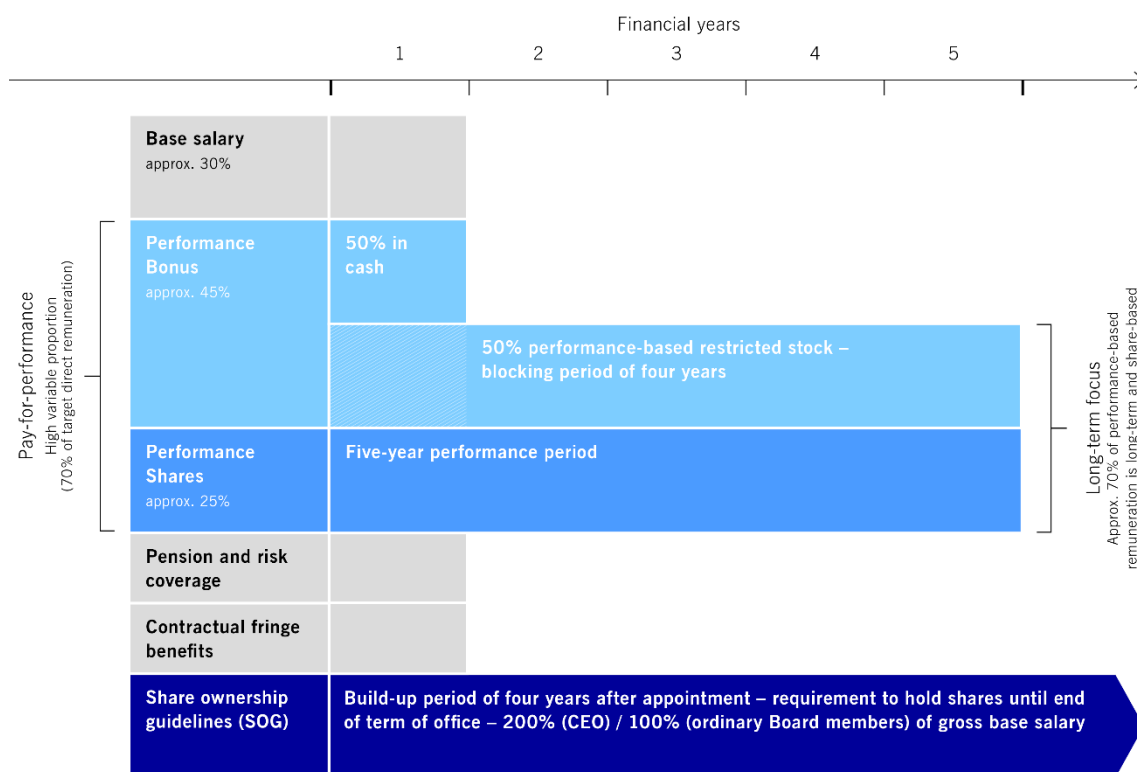 Financial years
1 2 3 4 5
Base salary
approx. 30%
Pay-for-performance
High variable proportion
(70% of target direct remuneration)
Performance
Bonus
approx. 45%
50% in
cash
50% performance-based restricted stock –
blocking period of four years
Performance
Shares
approx. 25%
Five-year performance period
Long-term focus
Approx. 70% of performance-based
remuneration is long-term and share-based
Pension and risk
coverage
Contractual fringe
benefits
Share ownership
guidelines (SOG)
Build-up period of four years after appointment – requirement to hold shares until end
of term of office – 200% (CEO) / 100% (ordinary Board members) of gross base salary